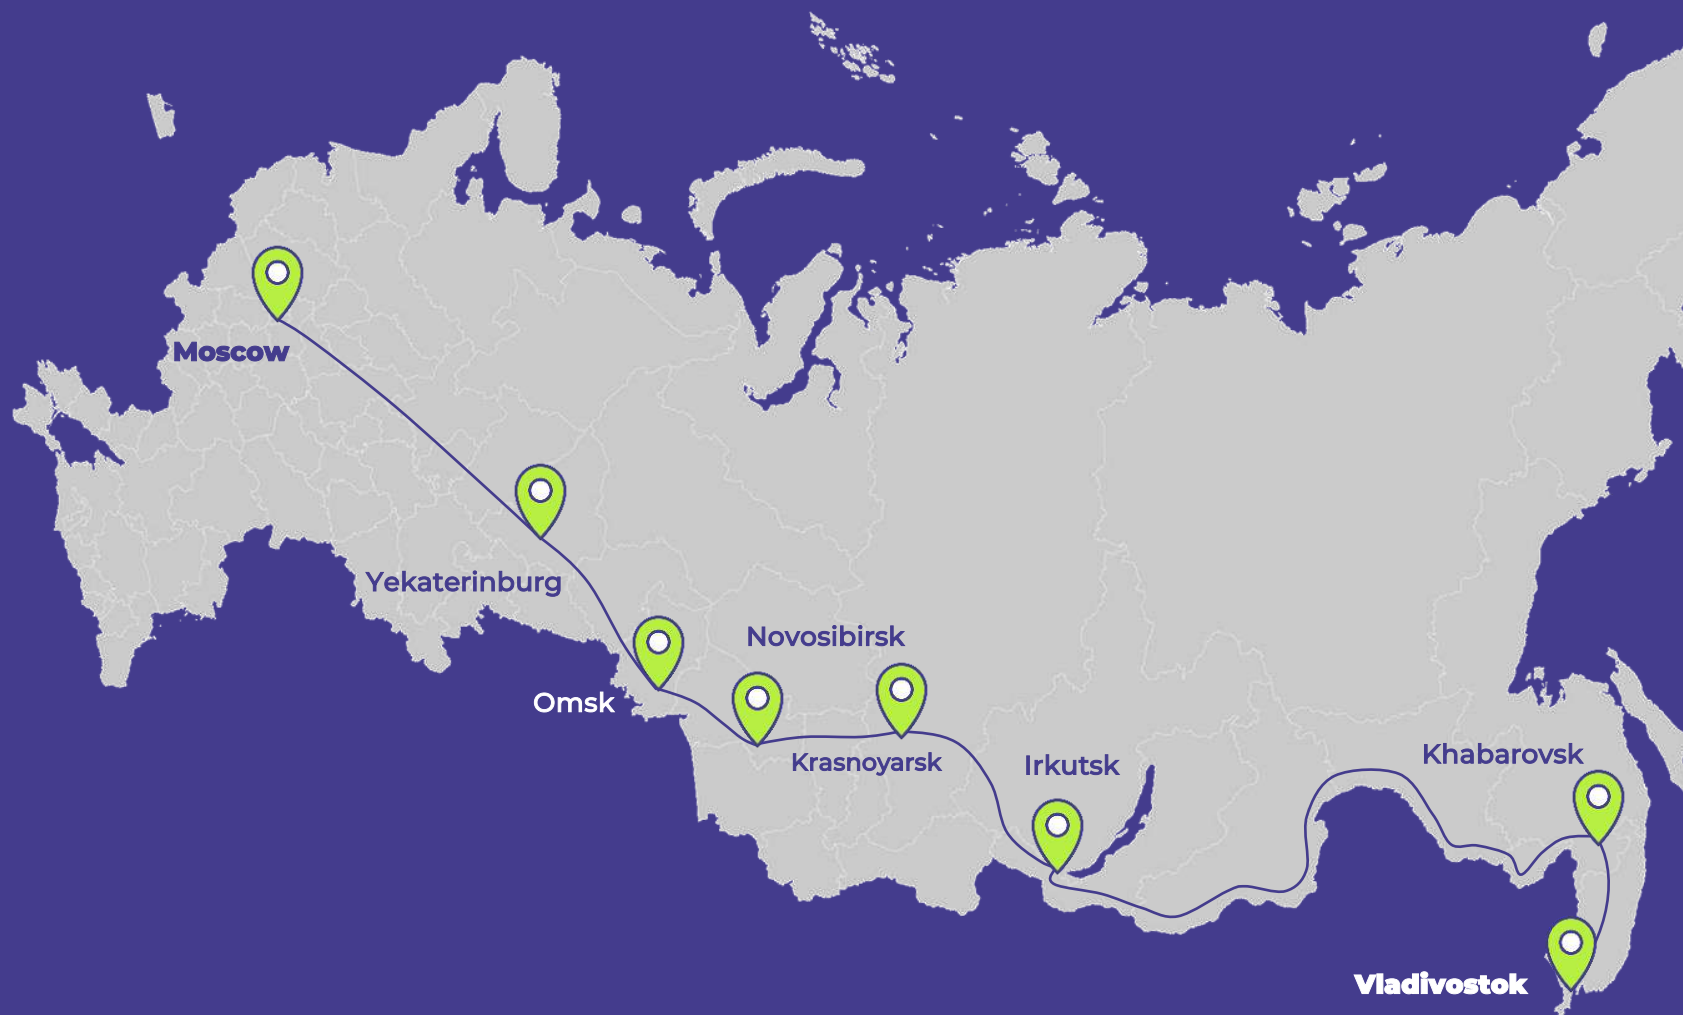 Moscow
Yekaterinburg
Novosibirsk
Omsk
Krasnoyarsk
Irkutsk
Khabarovsk
Vladivostok